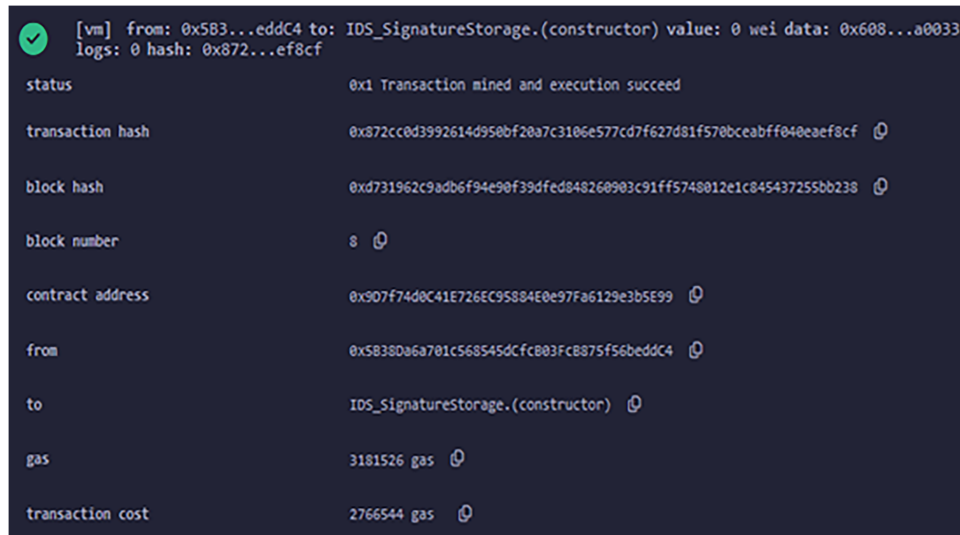 [vm] from: 0x5B3...eddC4 to: IDS_SignatureStorage.(constructor) value: 0 wei data: 0x608...a0033
logs: 0 hash: 0x872...ef8cf
status 0x1 Transaction mined and execution succeed
transaction hash 0x872cc0d3992614d950bf20a7c3106e577cd7f627d81f570bceabff040eaef8cf
block hash 0xd731962c9adb6f94e90f39dfed848260903c91ff5748012e1c845437255bb238
block number 8
contract address 0x9D7f74d0C41E726EC95884E0e97Fa6129e3b5E99
from 0x5B38Da6a701c568545dCfcB03FcB875f56beddC4
to IDS_SignatureStorage.(constructor)
gas 3181526 gas
transaction cost 2766544 gas